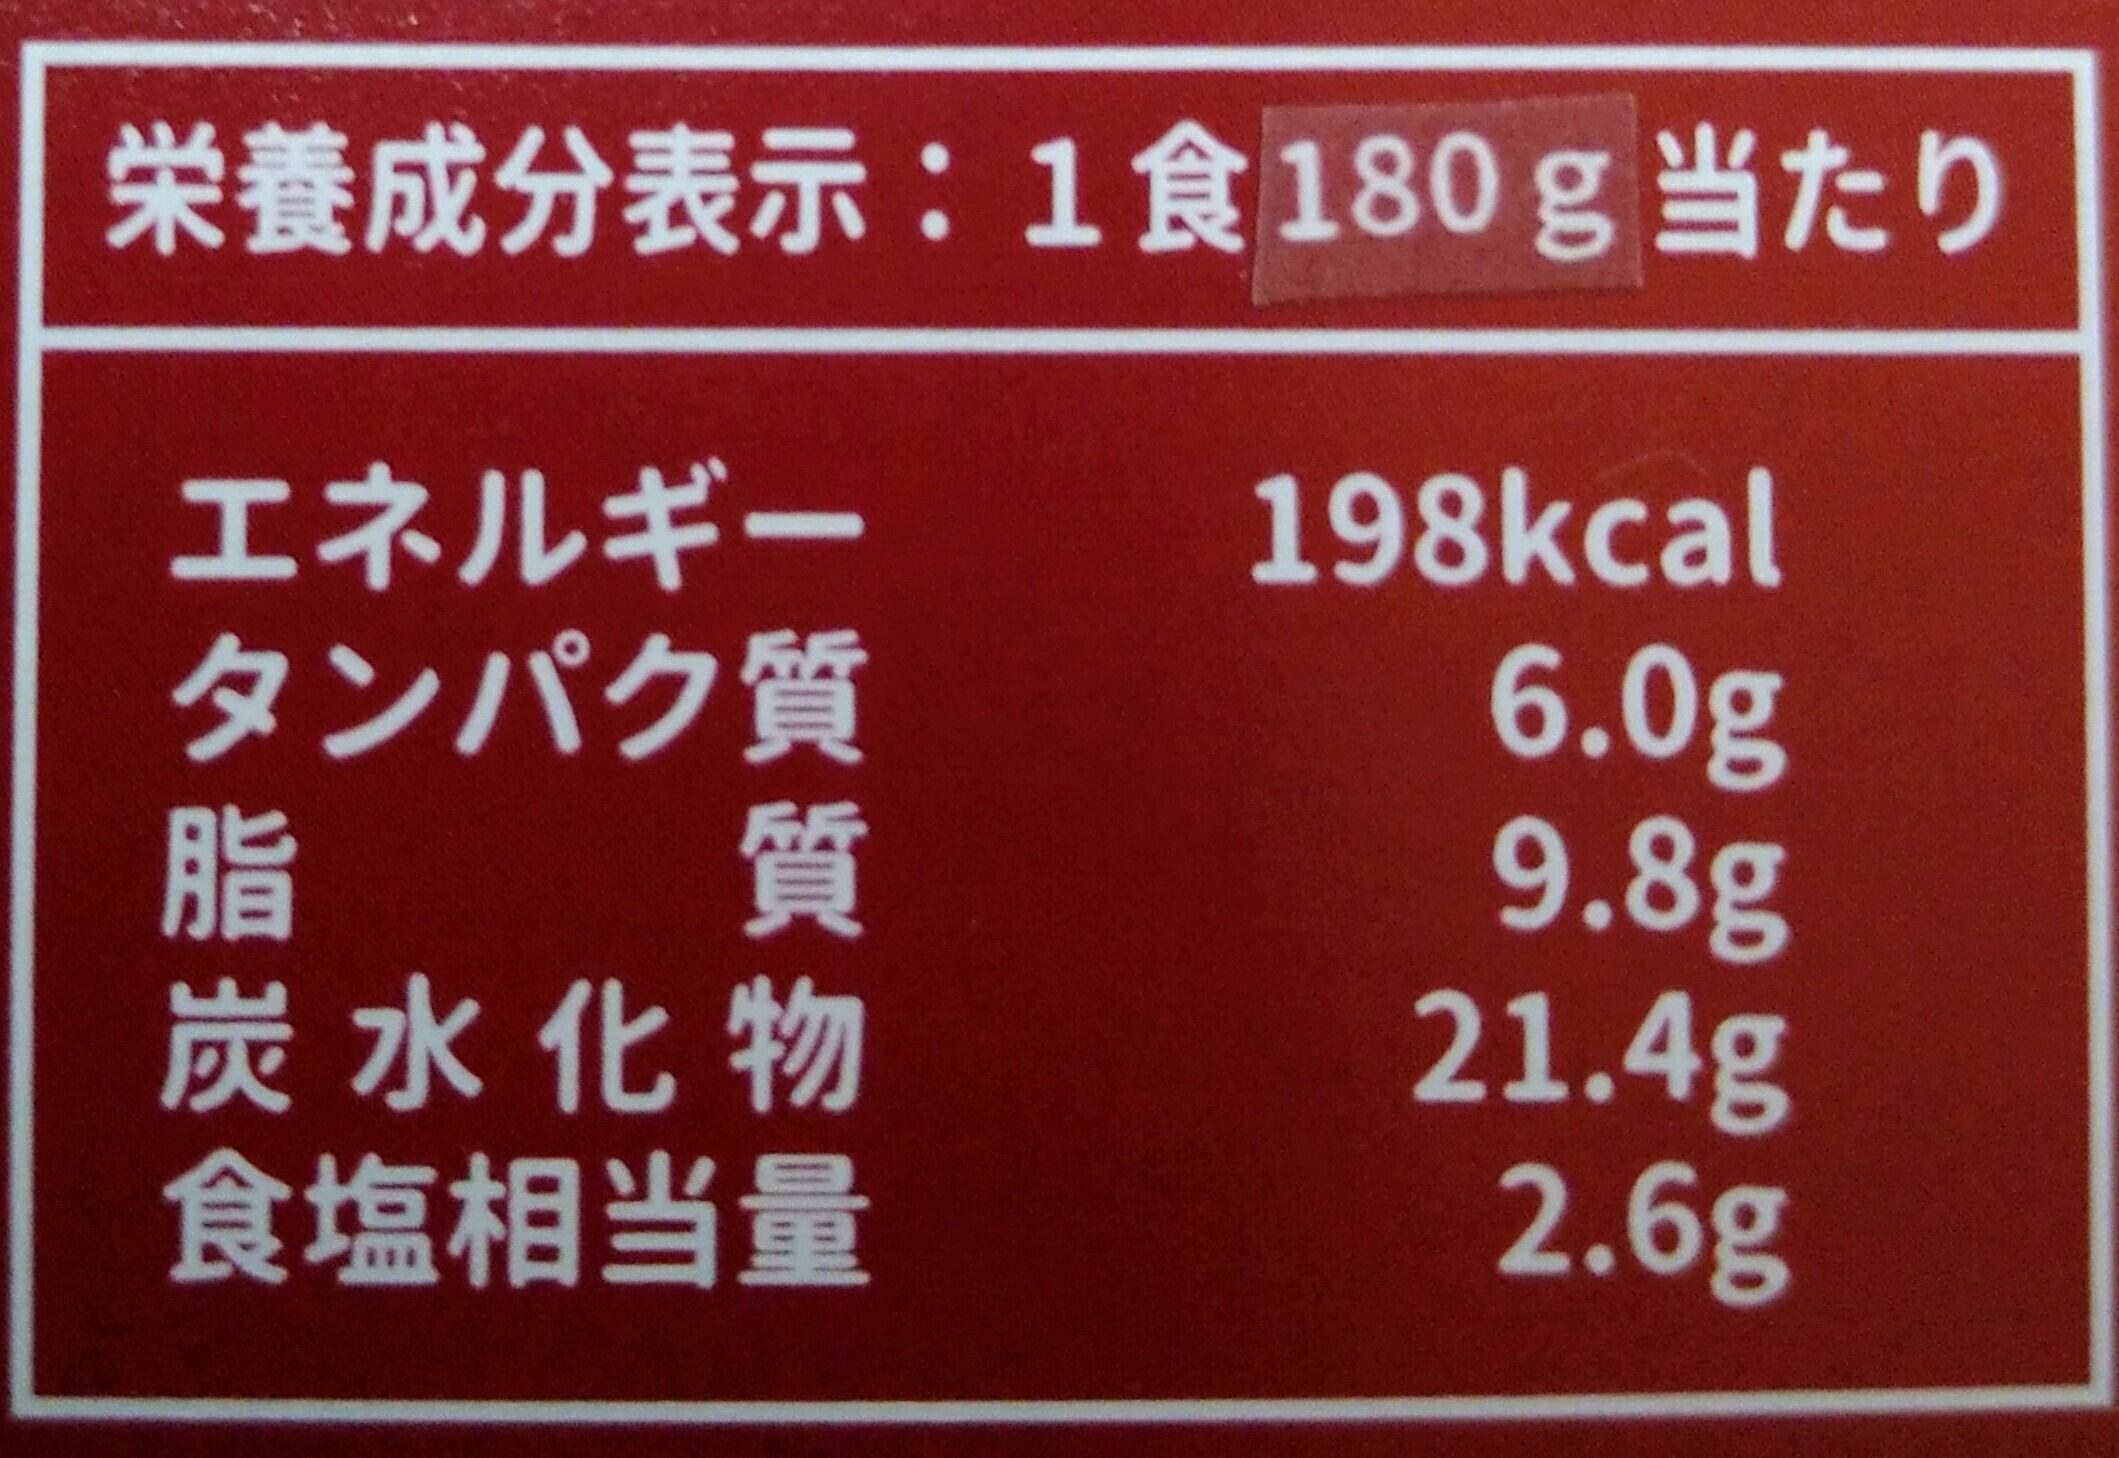 栄養成分表示：1食180g当たり
エネルギー 198kcal
タンパク質 6.0g
脂質 9.8g
炭水化物 21.4g
食塩相当量 2.6g